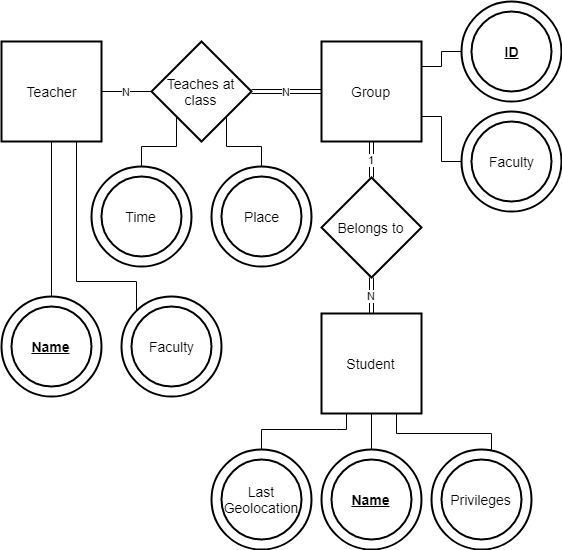 ID
Teacher
N
Teaches at
class
N
Group
Faculty
1
Time
Place
Belongs to
N
Name
Faculty
Student
Last
Geolocation
Name
Privileges